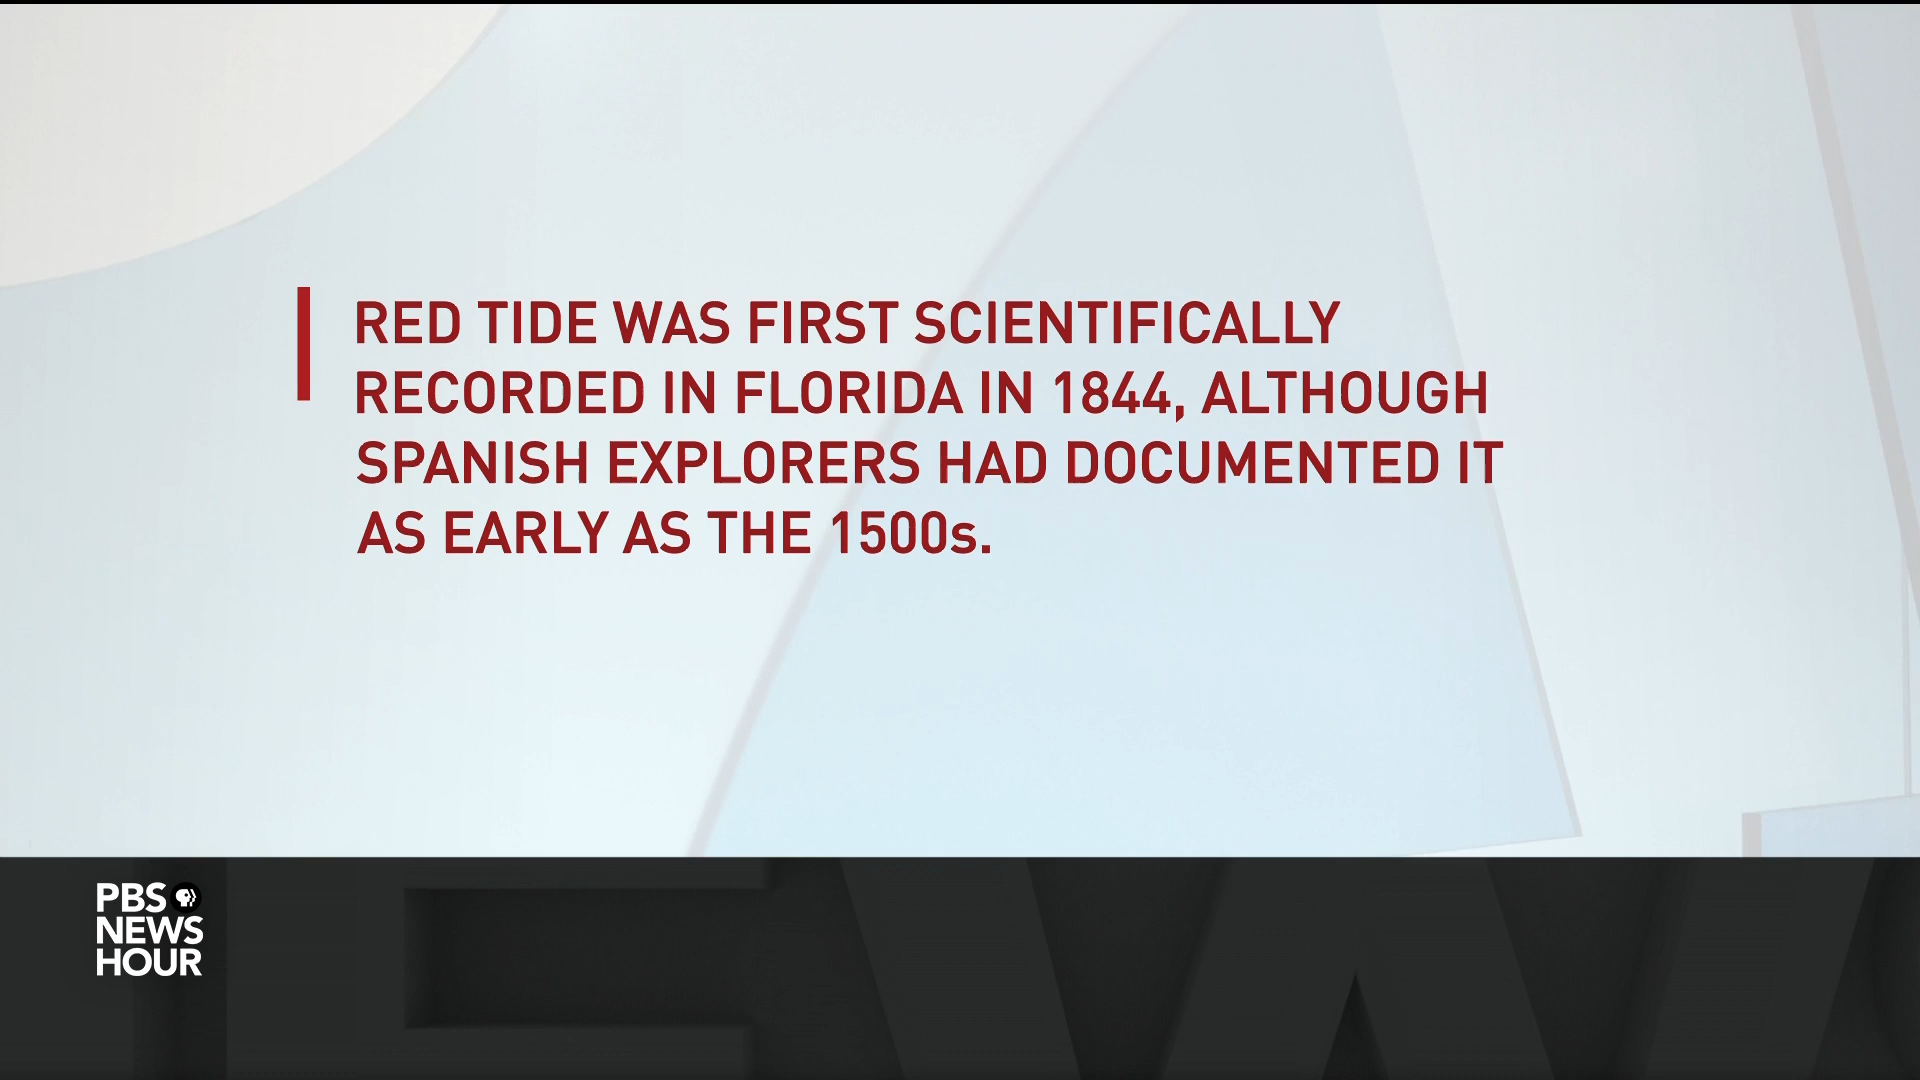 RED TIDE WAS FIRST SCIENTIFICALLY
RECORDED IN FLORIDA IN 1844, ALTHOUGH
SPANISH EXPLORERS HAD DOCUMENTED IT
AS EARLY AS THE 1500s.
PBS
NEWS
HOUR